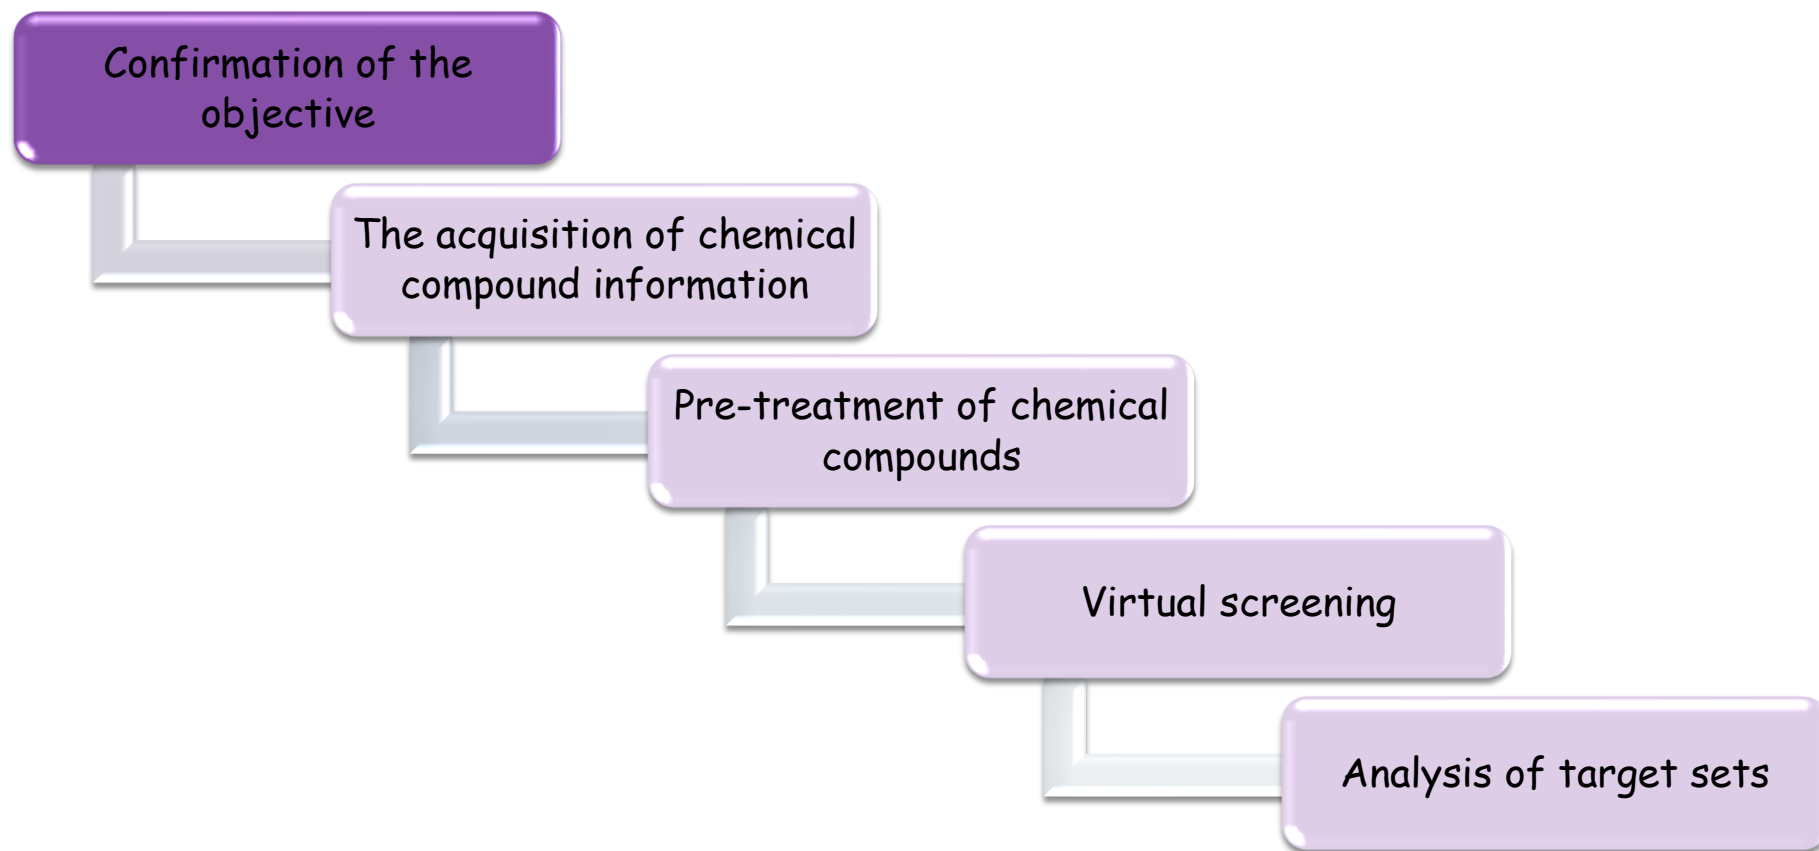 Confirmation of the
objective
The acquisition of chemical
compound information
Pre-treatment of chemical
compounds
Virtual screening
Analysis of target sets